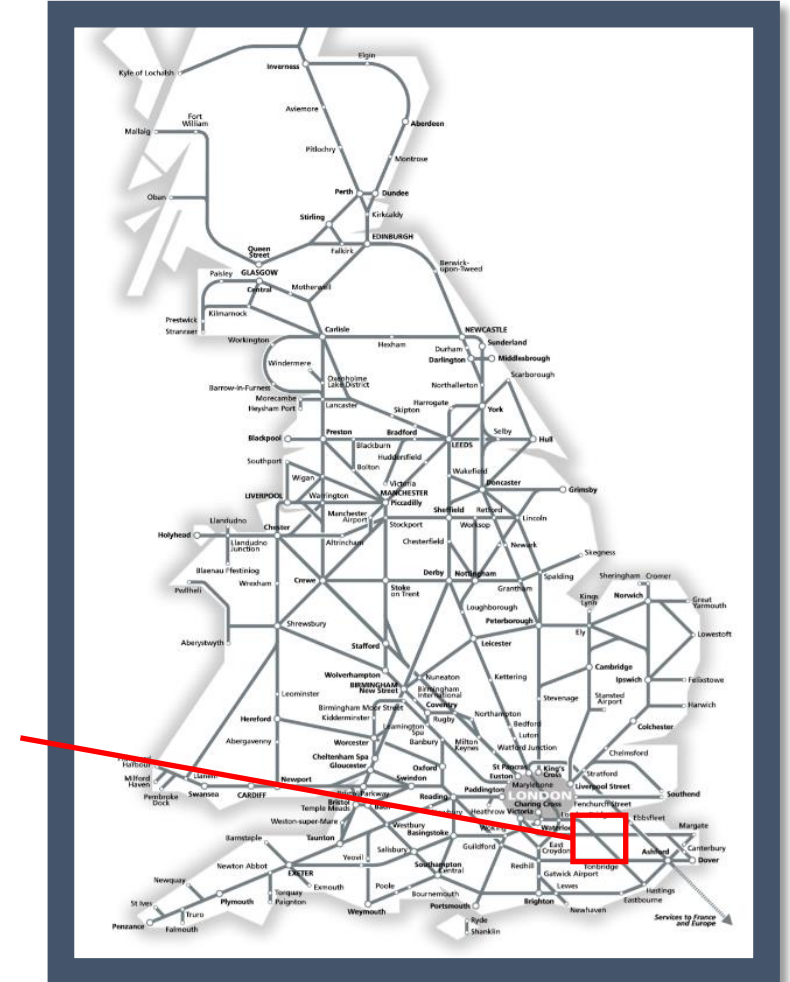 Elgin
Inverness
Kyle of Lochalsh
Aviemore
Fort
William
Mallaig
Aberdeen
Pitlochry
Montrose
Perth
Dundee
Oban
Stirling
Kirkcaldy
EDINBURGH
Queen
Street
Falkirk
Berwick-
upon-Tweed
Paisley
GLASGOW
Central
Motherwell
Kilmarnock
Prestwick
Stranraer
Carlisle
NEWCASTLE
Workington
Hexham
Sunderland
Durham
Darlington
Middlesbrough
Windermere
Scarborough
Oxenholme
Lake District
Barrow-in-Furness
Northallerton
Morecambe
Heysham Port
Lancaster
Harrogate
Skipton
York
Blackpool
Preston
Bradford
Selby
Hull
Blackburn
LEEDS
Huddersfield
Southport
Bolton
Wakefield
Wigan
Victoria
Doncaster
MANCHESTER
Piccadilly
Grimsby
LIVERPOOL
Warrington
Sheffield
Retford
Manchester
Airport
Llandudno
Chester
Stockport
Worksop
Lincoln
Holyhead
Llandudno
Junction
Altrincham
Chesterfield
Newark
Skegness
Blaenau Ffestiniog
Pwllheli
Wrexham
Crewe
Stoke
on Trent
Derby
Nottingham
Spalding
Sheringham
Cromer
Grantham
Kings
Lynn
Norwich
Great
Yarmouth
Loughborough
Peterborough
Shrewsbury
Ely
Lowestoft
Aberystwyth
Stafford
Leicester
Wolverhampton
Nuneaton
Kettering
Cambridge
Ipswich
Felixstowe
BIRMINGHAM
New Street
Birmingham
International
Leominster
Stevenage
Stansted
Airport
Harwich
Birmingham Moor Street
Coventry
Kidderminster
Rugby
Northampton
Hereford
Leamington
Spa
Bedford
Colchester
Abergavenny
Worcester
Banbury
Milton
Keynes
Luton
Watford Junction
Chelmsford
Cheltenham Spa
Gloucester
Oxford
St Pancras
Euston
King's
Cross
Stratford
Harbour
Milford
Haven
Llanelli
Newport
Swindon
Marylebone
Liverpool Street
Pembroke
Dock
Swansea
CARDIFF
Parkway
Bristol
Temple Meads
Bath
Reading
Paddington
LONDON
Southend
Charing Cross
Fenchurch Street
Heathrow
Victoria
Ebbsfleet
Weston-super-Mare
Westbury
Basingstoke
Waterloo
Margate
Barnstaple
Taunton
Salisbury
Guildford
East
Croydon
Canterbury
Yeovil
Ashford
Dover
Newton Abbot
EXETER
Southampton
Central
Redhill
Tonbridge
Gatwick Airport
Newquay
Exmouth
Poole
Lewes
Hastings
Torquay
Paignton
Bournemouth
Eastbourne
St Ives
Plymouth
Weymouth
Portsmouth
Brighton
Newhaven
Truro
Penzance
Falmouth
Ryde
Shanklin
Services to France
and Europe